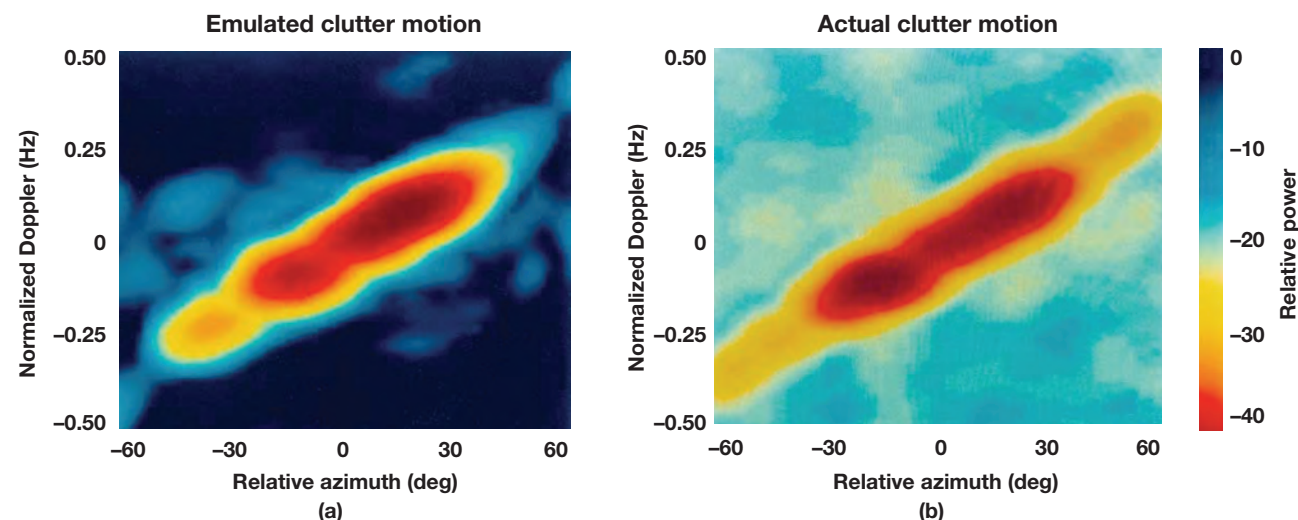 Emulated clutter motion
Normalized Doppler (Hz)
0.50
0.25
0
–0.25
–0.50
–60 –30 0 30 60
Relative azimuth (deg)
(a)
Actual clutter motion
Normalized Doppler (Hz)
0.50
0.25
0
–0.25
–0.50
–60 –30 0 30 60
Relative azimuth (deg)
(b)
0
–10
–20
–30
–40
Relative power